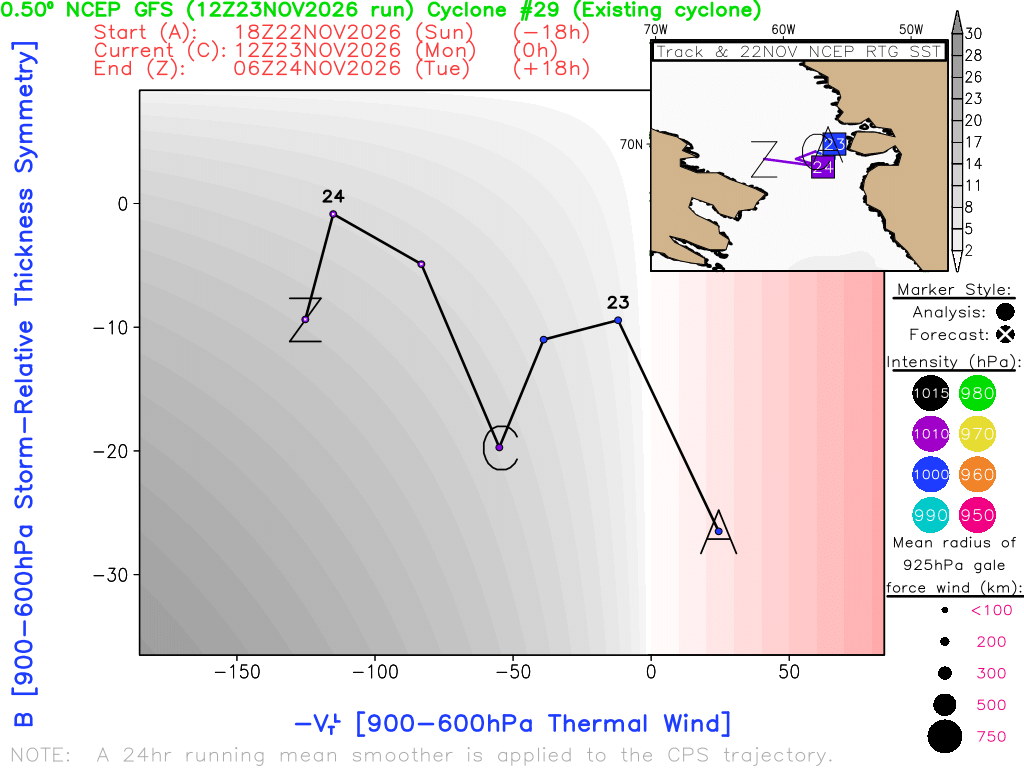 0.50° NCEP GFS (12Z23NOV2026 run) Cyclone #29 (Existing cyclone)
Start (A): 18Z22NOV2026 (Sun) (−18h)
Current (C): 12Z23NOV2026 (Mon) (0h)
End (Z): 06Z24NOV2026 (Tue) (+18h)
70W 60W 50W
Track & 22NOV NCEP RTG SST
70N
Z C A 23
24
30
28
26
23
20
17
14
11
8
5
2
B [900−600hPa Storm−Relative Thickness Symmetry]
0
−10
−20
−30
24
23
Z
C
A
−150 −100 −50 0 50
−V_T^L [900−600hPa Thermal Wind]
Marker Style:
Analysis:
Forecast:
Intensity (hPa):
1015 980
1010 970
1000 960
990 950
Mean radius of
925hPa gale
force wind (km):
<100
200
300
500
750
NOTE: A 24hr running mean smoother is applied to the CPS trajectory.